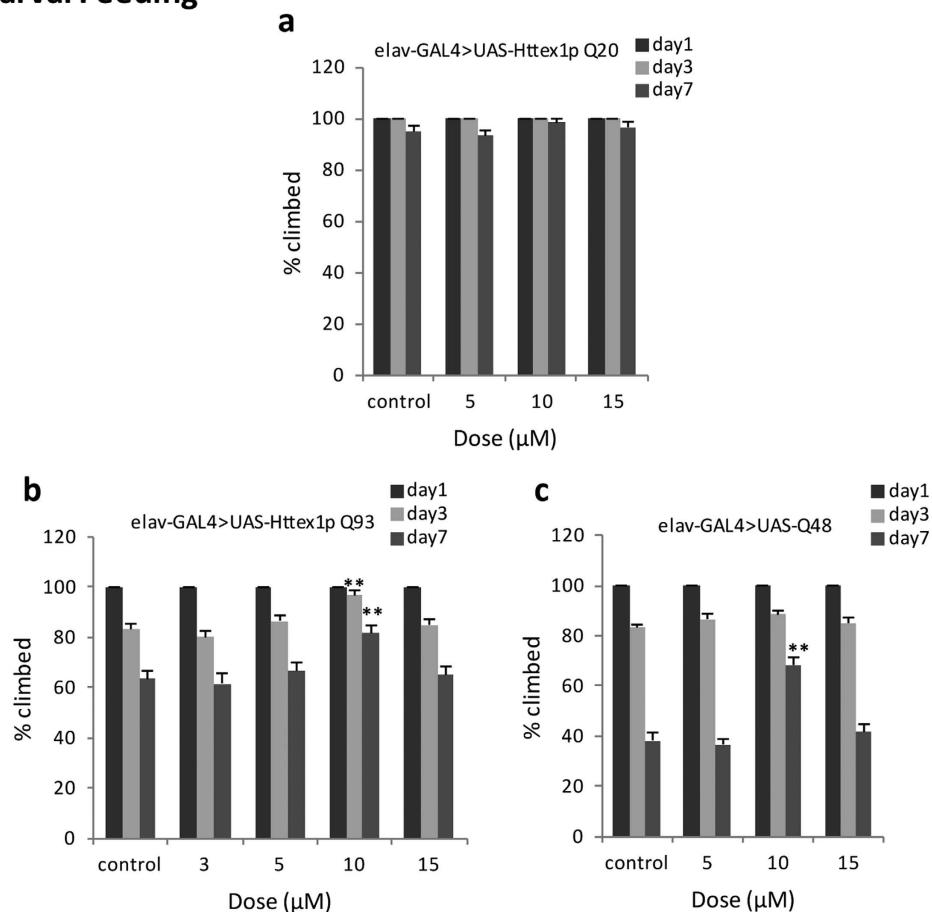 a
elav-GAL4>UAS-Httex1p Q20
day1
day3
day7
120
100
80
60
40
20
0
% climbed
control 5 10 15
Dose (μM)
b
elav-GAL4>UAS-Httex1p Q93
day1
day3
day7
120
100
80
60
40
20
0
% climbed
**
**
control 3 5 10 15
Dose (μM)
c
elav-GAL4>UAS-Q48
day1
day3
day7
120
100
80
60
40
20
0
% climbed
**
control 5 10 15
Dose (μM)